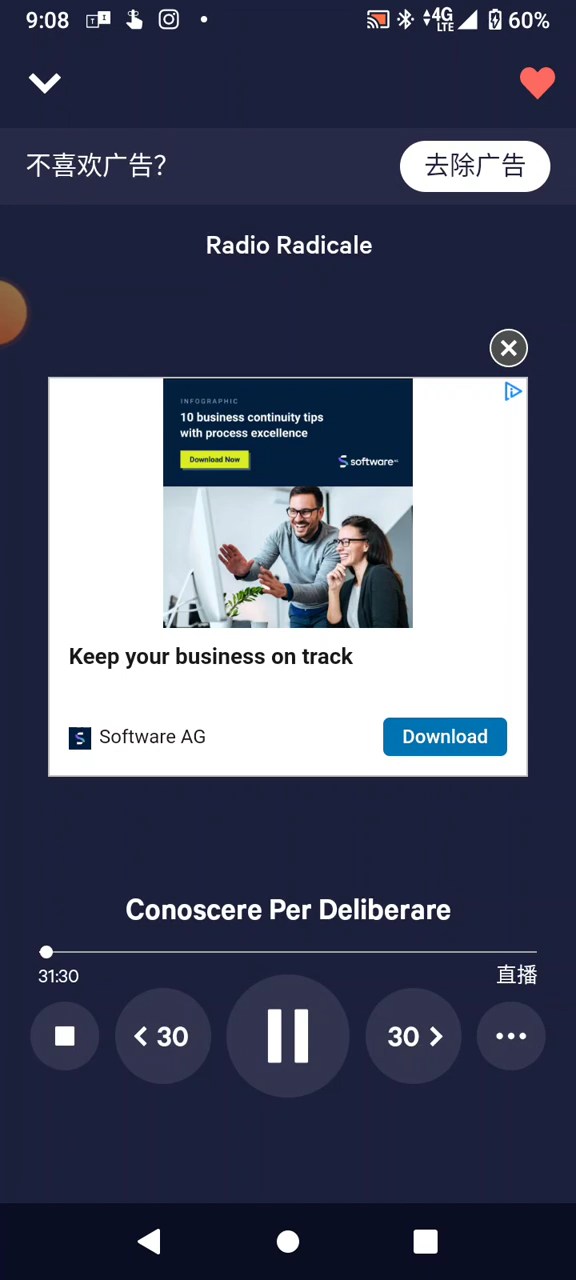 9:08
4G
LTE
60%
不喜欢广告?
去除广告
Radio Radicale
INFOGRAPHIC
10 business continuity tips
with process excellence
Download Now
software AG
Keep your business on track
Software AG
Download
Conoscere Per Deliberare
31:30
直播
30
30